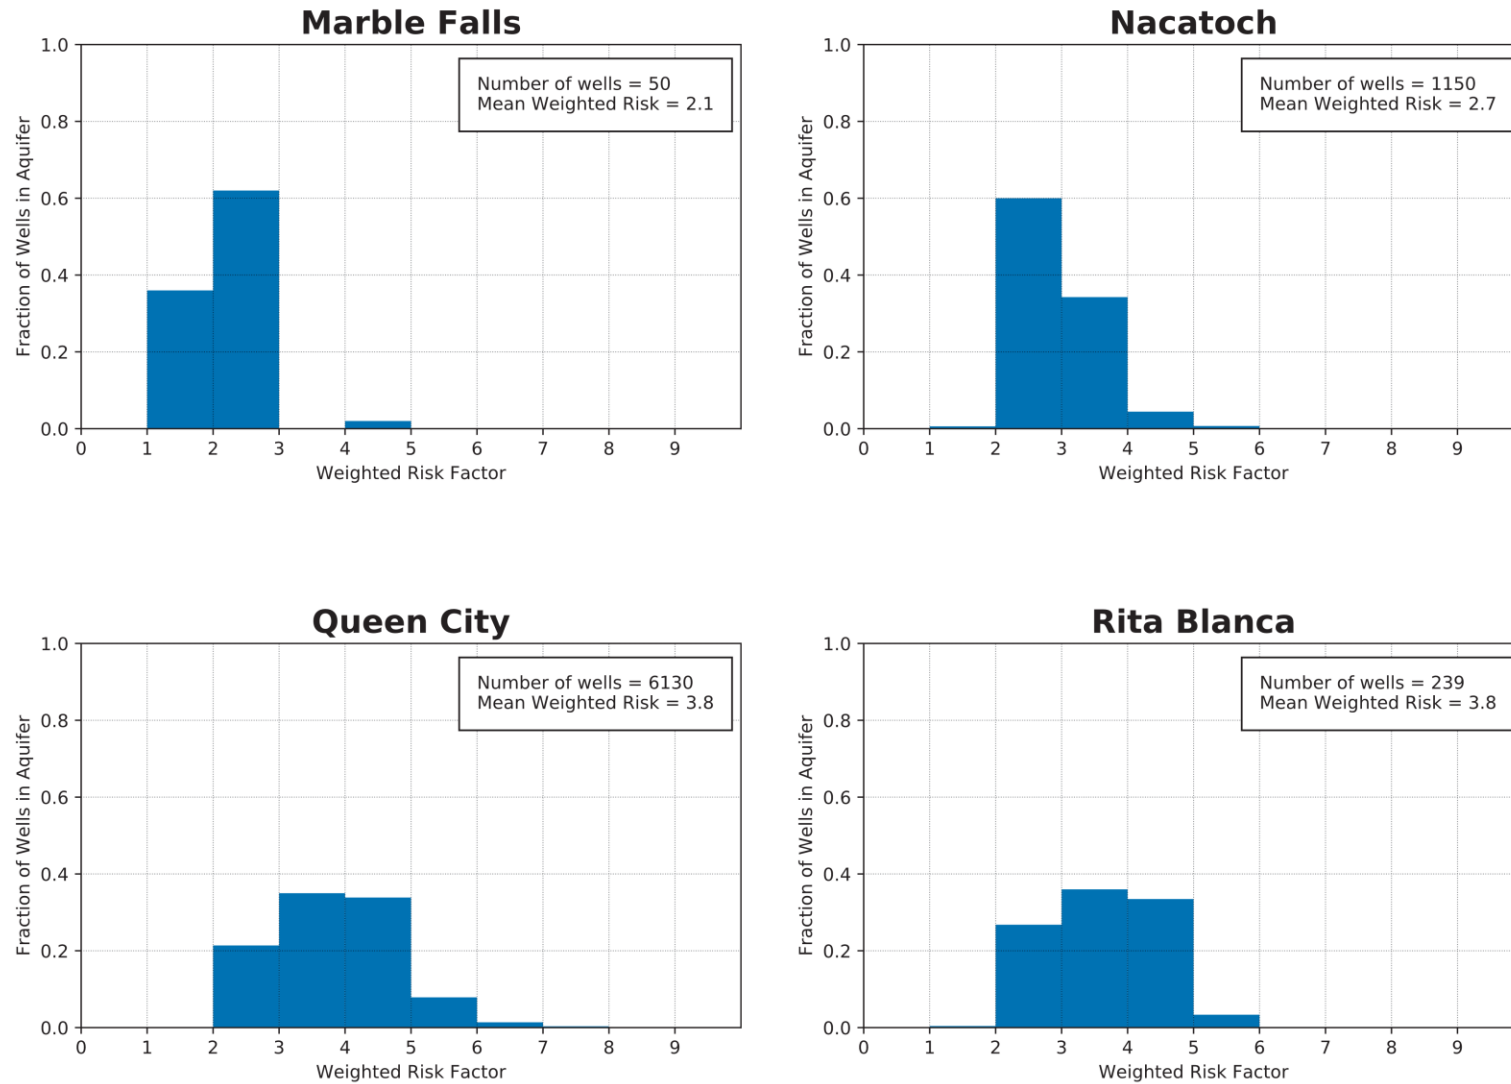 Marble Falls
1.0
0.8
0.6
0.4
0.2
0.0
Fraction of Wells in Aquifer
Number of wells = 50
Mean Weighted Risk = 2.1
0 1 2 3 4 5 6 7 8 9
Weighted Risk Factor
Nacatoch
1.0
0.8
0.6
0.4
0.2
0.0
Fraction of Wells in Aquifer
Number of wells = 1150
Mean Weighted Risk = 2.7
0 1 2 3 4 5 6 7 8 9
Weighted Risk Factor
Queen City
1.0
0.8
0.6
0.4
0.2
0.0
Fraction of Wells in Aquifer
Number of wells = 6130
Mean Weighted Risk = 3.8
0 1 2 3 4 5 6 7 8 9
Weighted Risk Factor
Rita Blanca
1.0
0.8
0.6
0.4
0.2
0.0
Fraction of Wells in Aquifer
Number of wells = 239
Mean Weighted Risk = 3.8
0 1 2 3 4 5 6 7 8 9
Weighted Risk Factor